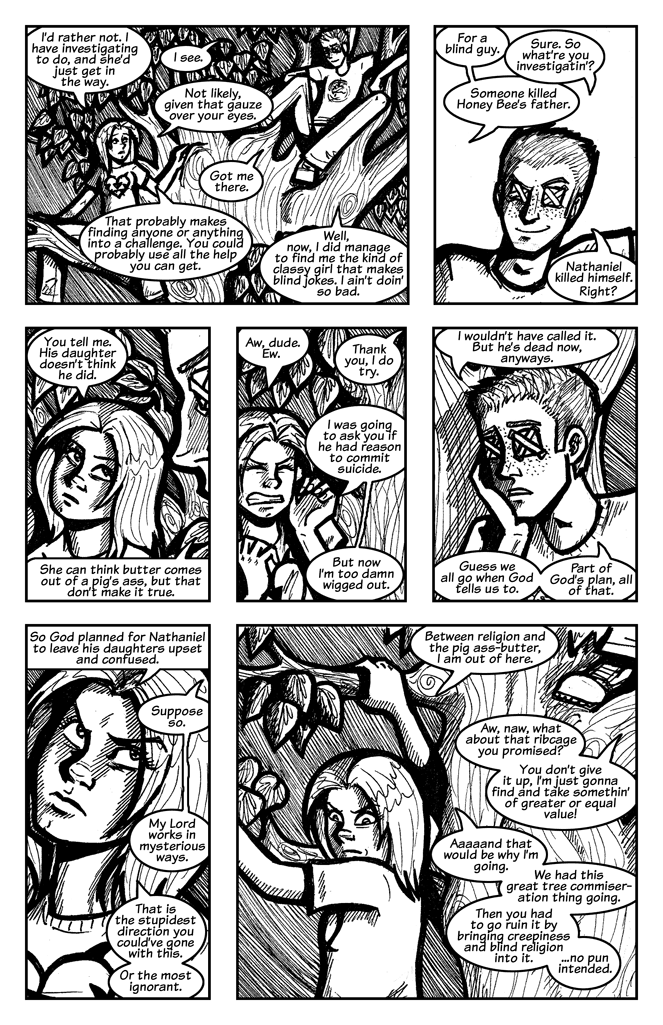 I'd rather not. I
have investigating
to do, and she'd
just get in
the way.
I see.
Not likely,
given that gauze
over your eyes.
Got me
there.
That probably makes
finding anyone or anything
into a challenge. You could
probably use all the help
you can get.
Well,
now, I did manage
to find me the kind of
classy girl that makes
blind jokes. I ain't doin'
so bad.
For a
blind guy.
Sure. So
what're you
investigatin'?
Someone killed
Honey Bee's father.
Nathaniel
killed himself.
Right?
You tell me.
His daughter
doesn't think
he did.
She can think butter comes
out of a pig's ass, but that
don't make it true.
Aw, dude.
Ew.
Thank
you, I do
try.
I was going
to ask you if
he had reason
to commit
suicide.
But now
I'm too damn
wigged out.
I wouldn't have called it.
But he's dead now,
anyways.
Guess we
all go when God
tells us to.
Part of
God's plan, all
of that.
So God planned for Nathaniel
to leave his daughters upset
and confused.
Suppose
so.
My Lord
works in
mysterious
ways.
That is
the stupidest
direction you
could've gone
with this.
Or the most
ignorant.
Between religion and
the pig ass-butter,
I am out of here.
Aw, naw, what
about that ribcage
you promised?
You don't give
it up, I'm just gonna
find and take somethin'
of greater or equal
value!
Aaaaand that
would be why I'm
going.
We had this
great tree commiser-
ation thing going.
Then you had
to go ruin it by
bringing creepiness
and blind religion
into it.
...no pun
intended.